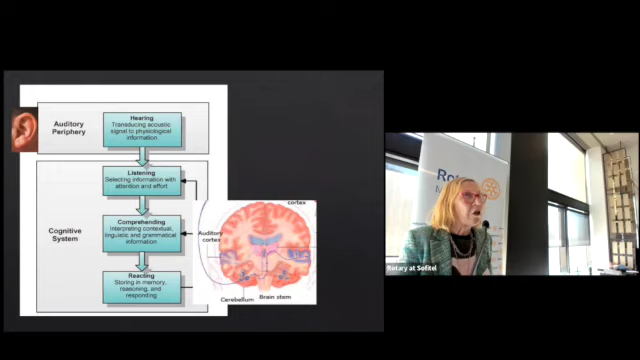 Auditory
Periphery
Hearing
Transducing acoustic
signal to physiological
information
Cognitive
System
Listening
Selecting information with
attention and effort
Comprehending
Interpreting contextual,
linguistic and grammatical
information
Reacting
Storing in memory,
reasoning, and
responding
cortex
Auditory
cortex
Cerebellum
Brain stem
Rotary at Sofitel